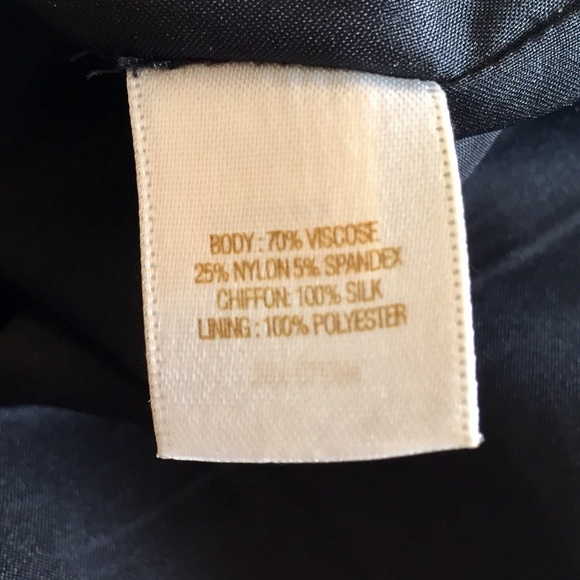 BODY : 70% VISCOSE
25% NYLON 5% SPANDEX
CHIFFON: 100% SILK
LINING : 100% POLYESTER